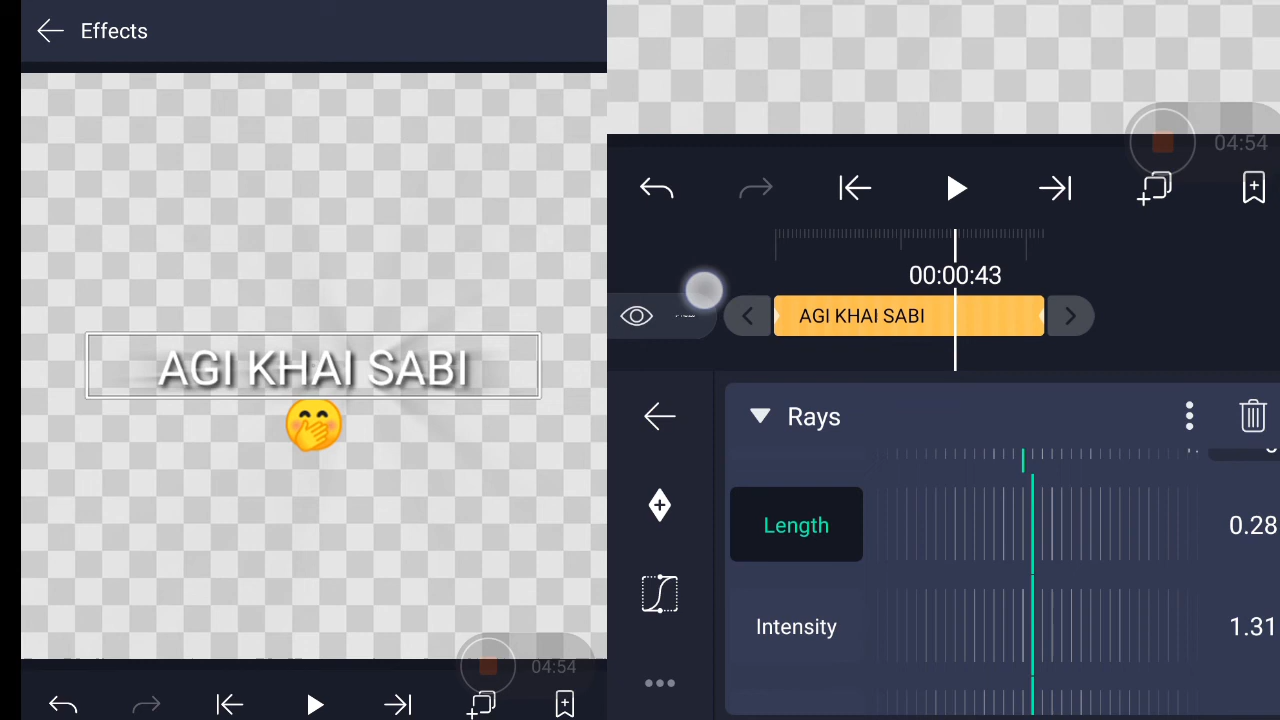 Effects
AGI KHAI SABI
04:54
04:54
00:00:43
AGI KHAI SABI
Rays
Length
0.28
Intensity
1.31